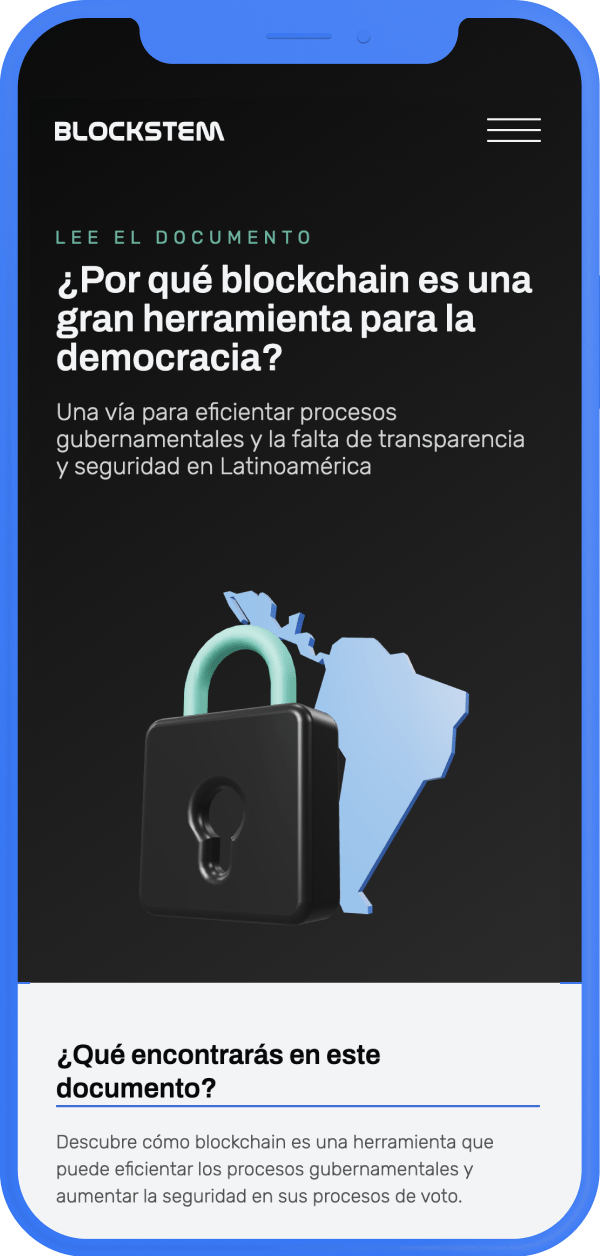 BLOCKSTEM
LEE EL DOCUMENTO
¿Por qué blockchain es una
gran herramienta para la
democracia?
Una vía para eficientar procesos
gubernamentales y la falta de transparencia
y seguridad en Latinoamérica
¿Qué encontrarás en este
documento?
Descubre cómo blockchain es una herramienta que
puede eficientar los procesos gubernamentales y
aumentar la seguridad en sus procesos de voto.